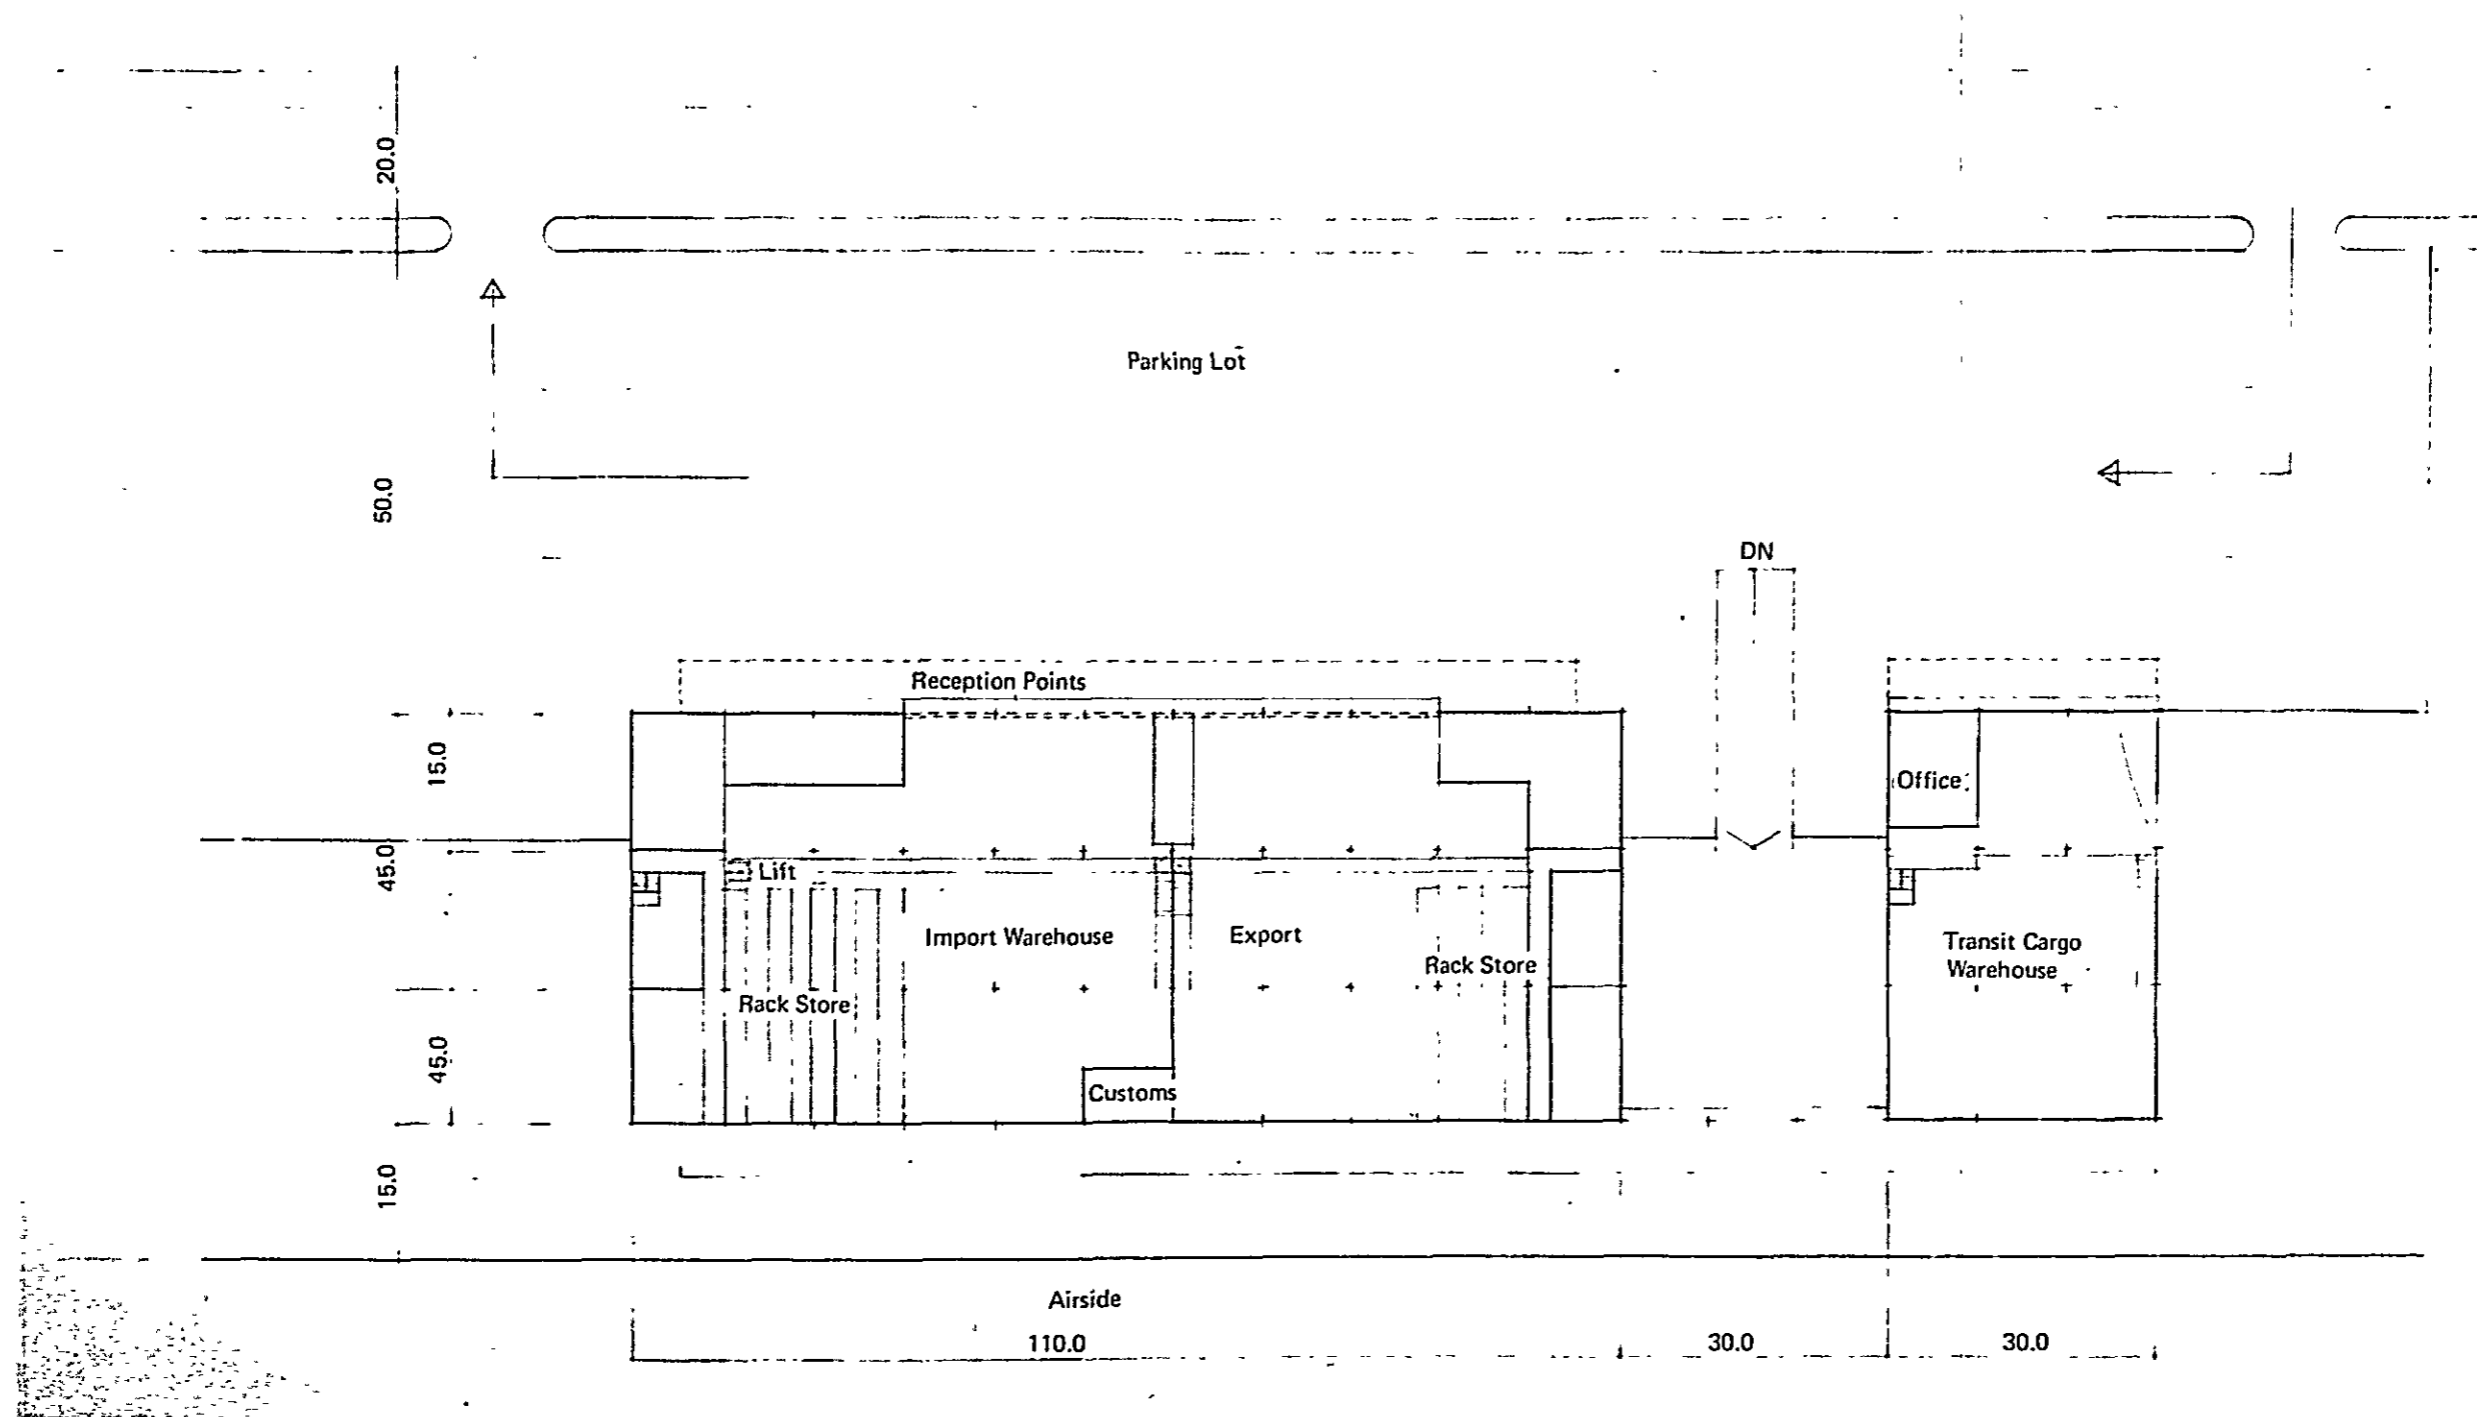 20.0
Parking Lot
50.0
DN
Reception Points
15.0
Office
45.0
Lift
Import Warehouse
Export
Rack Store
Transit Cargo
Warehouse
Rack Store
45.0
Customs
15.0
Airside
110.0
30.0
30.0